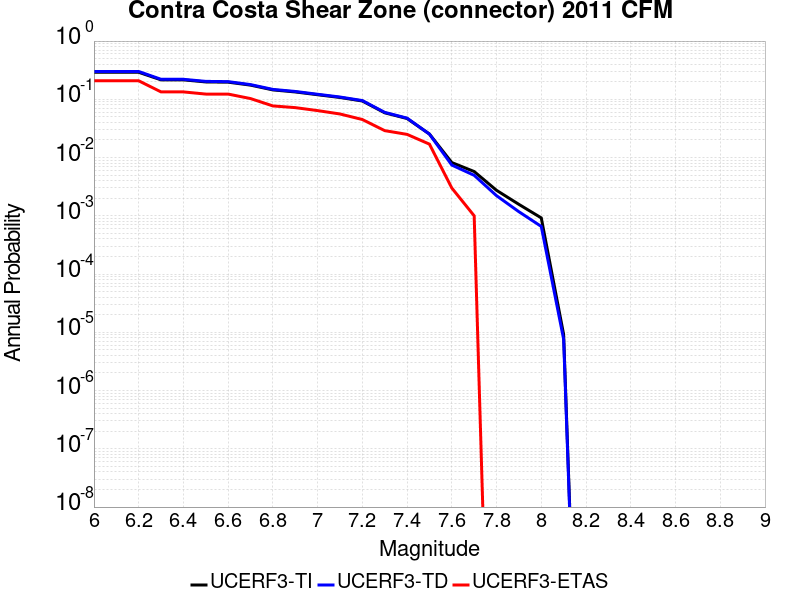 Contra Costa Shear Zone (connector) 2011 CFM
Annual Probability
10^0
10^-1
10^-2
10^-3
10^-4
10^-5
10^-6
10^-7
10^-8
6 6.2 6.4 6.6 6.8 7 7.2 7.4 7.6 7.8 8 8.2 8.4 8.6 8.8 9
Magnitude
UCERF3-TI UCERF3-TD UCERF3-ETAS